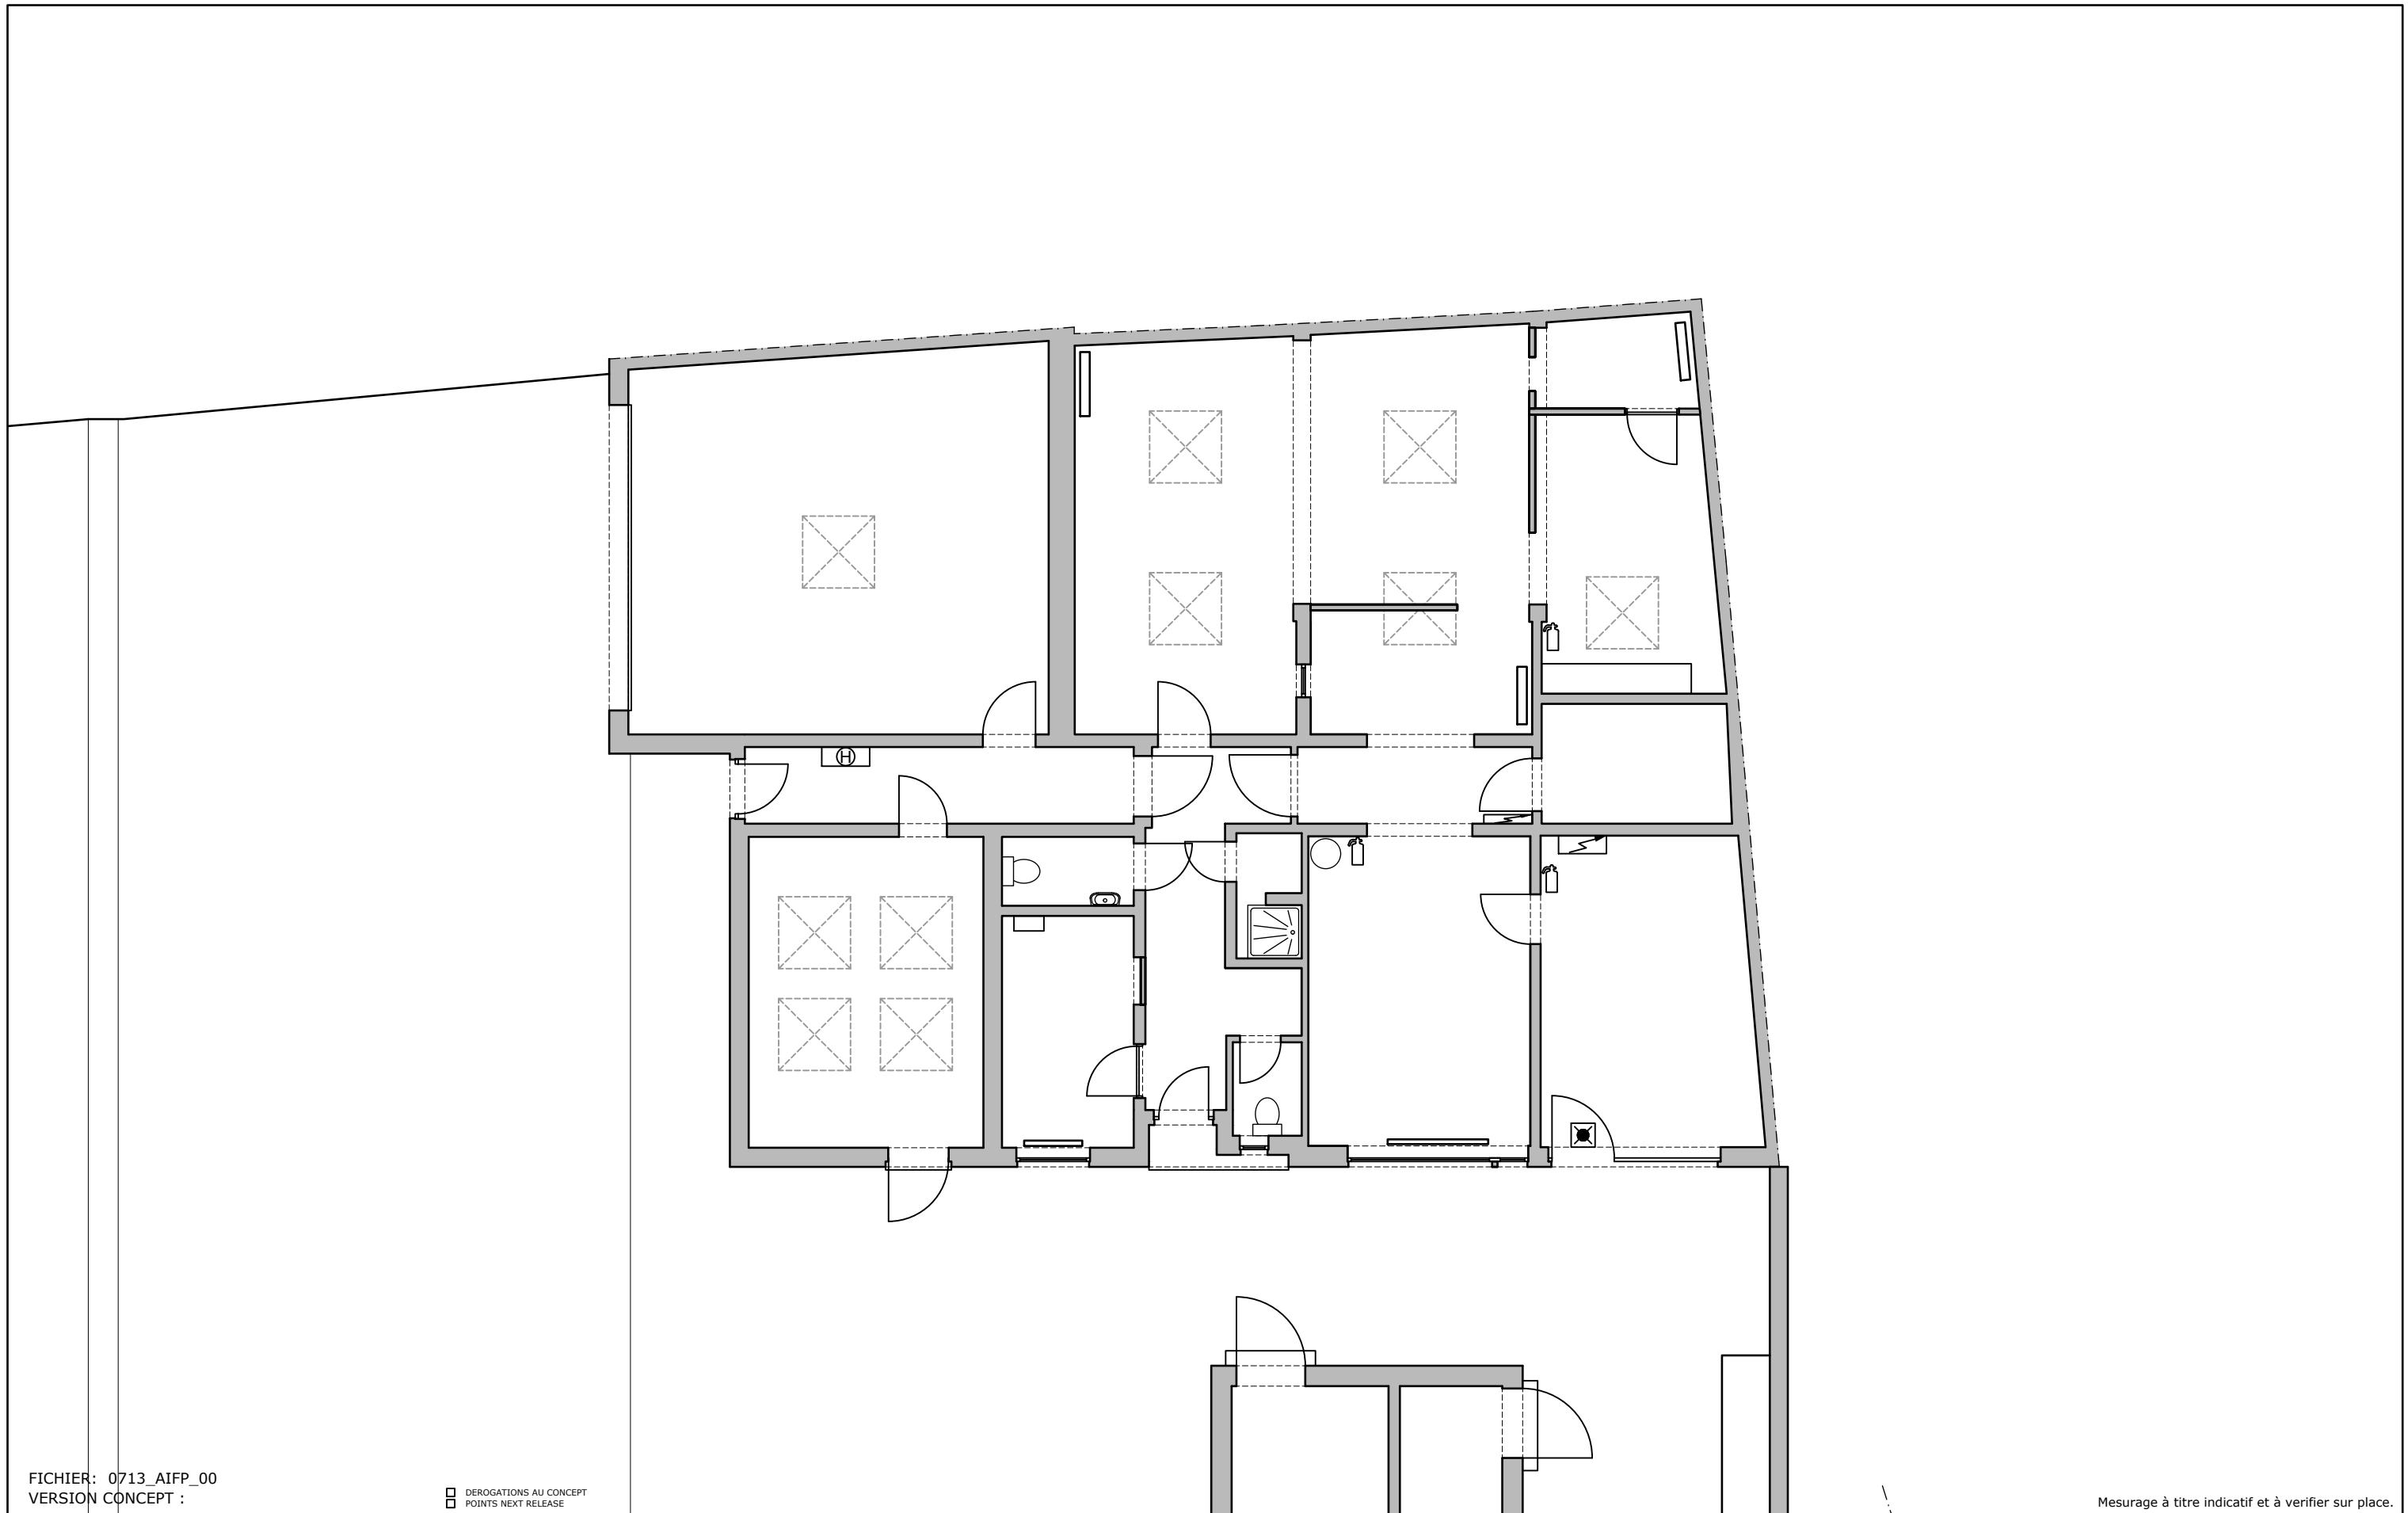 H
FICHIER: 0713_AIFP_00
VERSION CONCEPT :
DEROGATIONS AU CONCEPT
POINTS NEXT RELEASE
Mesurage à titre indicatif et à verifier sur place.